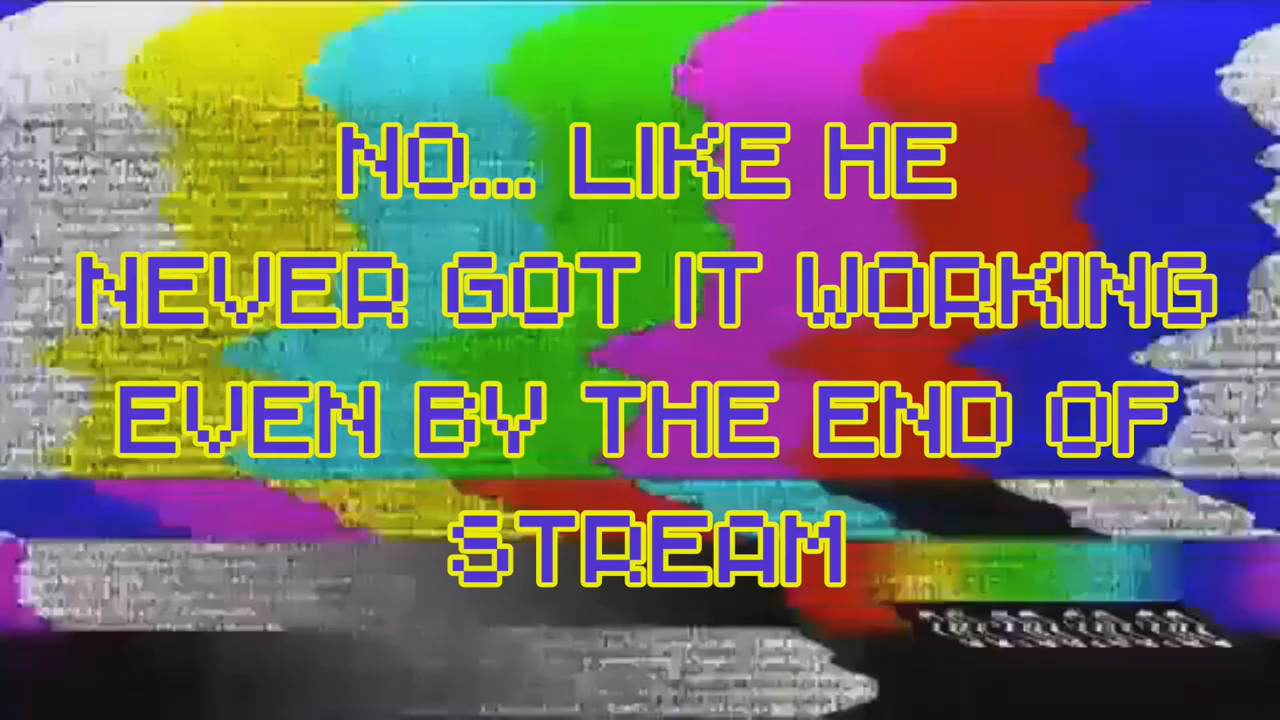 NO... LIKE HE
NEVER GOT IT WORKING
EVEN BY THE END OF
STREAM